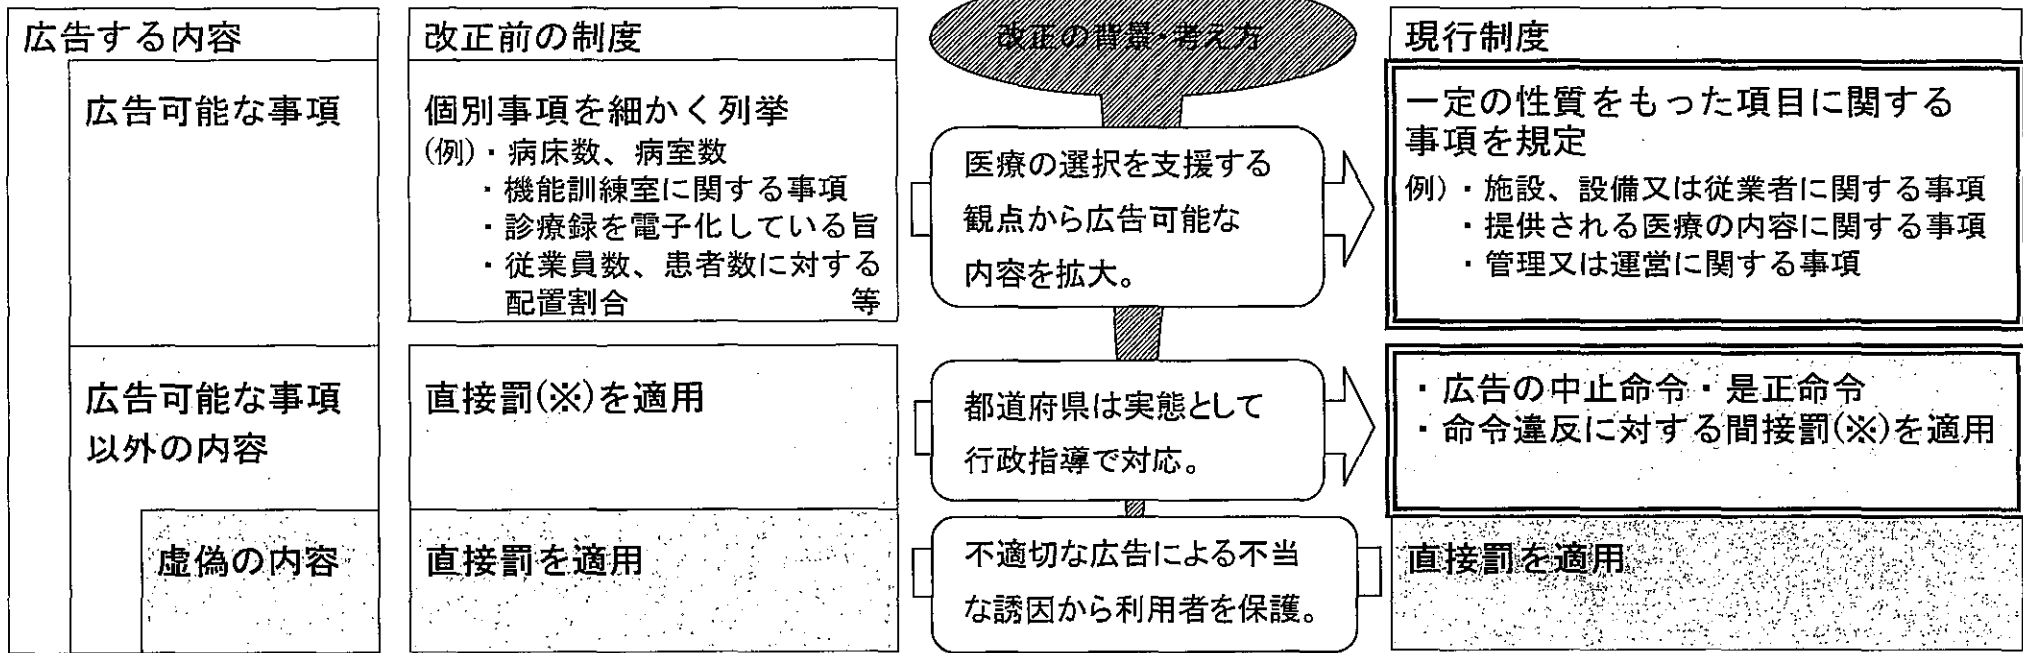 広告する内容
改正前の制度
改正の背景・考え方
現行制度
広告可能な事項
個別事項を細かく列挙
(例)・病床数、病室数
・機能訓練室に関する事項
・診療録を電子化している旨
・従業員数、患者数に対する
配置割合 等
医療の選択を支援する
観点から広告可能な
内容を拡大。
一定の性質をもった項目に関する
事項を規定
例)・施設、設備又は従業者に関する事項
・提供される医療の内容に関する事項
・管理又は運営に関する事項
広告可能な事項
以外の内容
直接罰(※)を適用
都道府県は実態として
行政指導で対応。
・広告の中止命令・是正命令
・命令違反に対する間接罰(※)を適用
虚偽の内容
直接罰を適用
不適切な広告による不当
な誘因から利用者を保護。
直接罰を適用